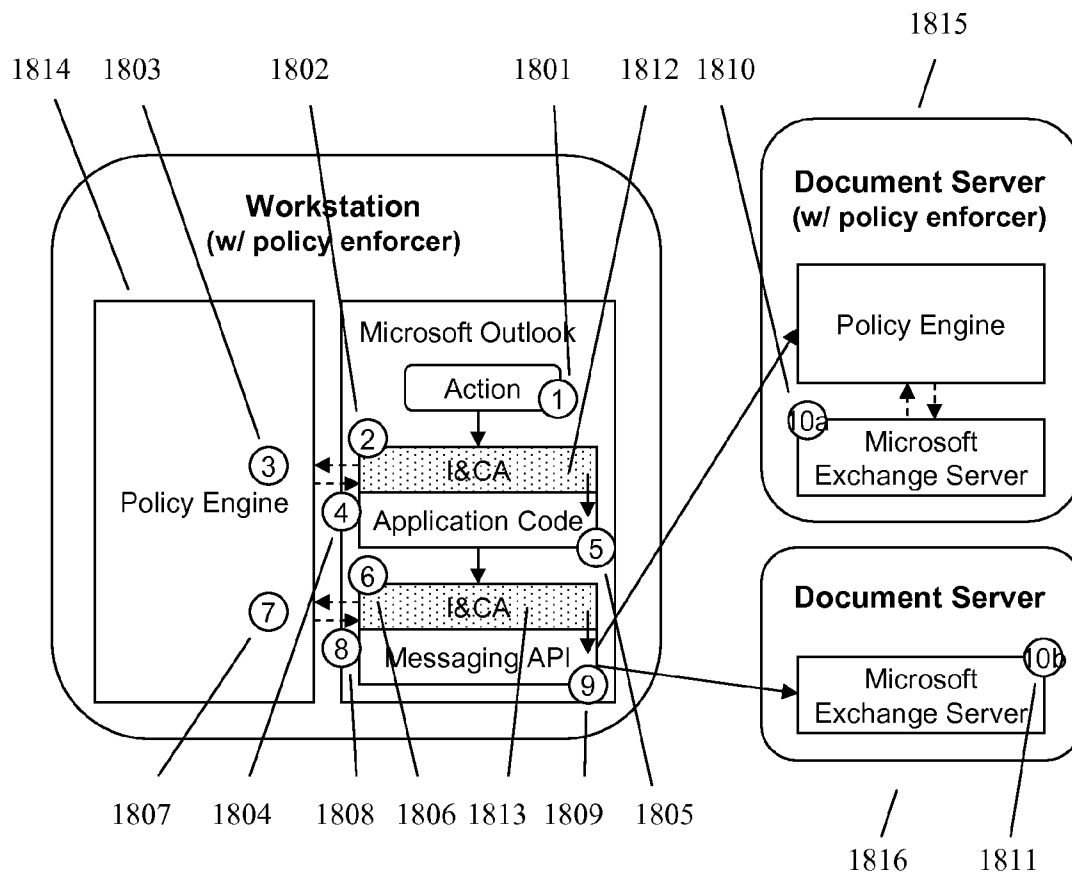 1815
1814 1803 1802 1801 1812 1810
Workstation
(w/ policy enforcer)
Document Server
(w/ policy enforcer)
Policy Engine
Microsoft Outlook
Action
1
2
I&CA
3
Policy Engine
4
Application Code
5
6
I&CA
7
8
Messaging API
9
10a
Microsoft
Exchange Server
Document Server
10b
Microsoft
Exchange Server
1807 1804 1808 1806 1813 1809 1805
1816 1811